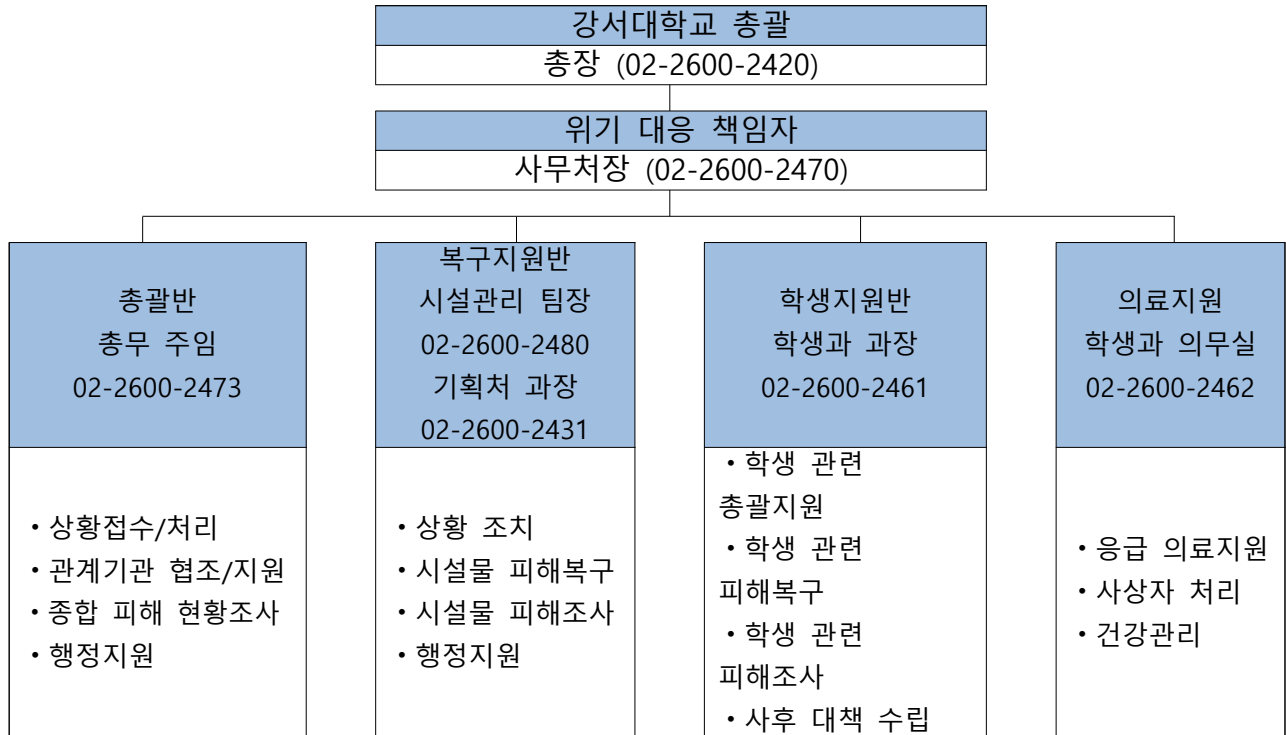 강서대학교 총괄
총장 (02-2600-2420)
위기 대응 책임자
사무처장 (02-2600-2470)
총괄반
총무 주임
02-2600-2473
복구지원반
시설관리 팀장
02-2600-2480
기획처 과장
02-2600-2431
학생지원반
학생과 과장
02-2600-2461
의료지원
학생과 의무실
02-2600-2462
・상황접수/처리
・관계기관 협조/지원
・종합 피해 현황조사
・행정지원
・상황 조치
・시설물 피해복구
・시설물 피해조사
・행정지원
・학생 관련
총괄지원
・학생 관련
피해복구
・학생 관련
피해조사
・사후 대책 수립
・응급 의료지원
・사상자 처리
・건강관리